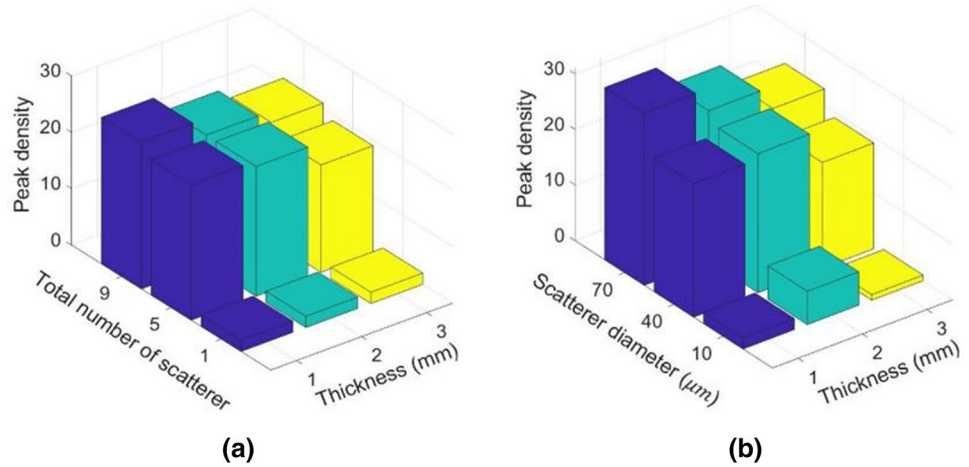 30
20
10
0
Peak density
9
5
1
Total number of scatterer
1
2
3
Thickness (mm)
(a)
30
20
10
0
Peak density
70
40
10
Scatterer diameter (μm)
1
2
3
Thickness (mm)
(b)